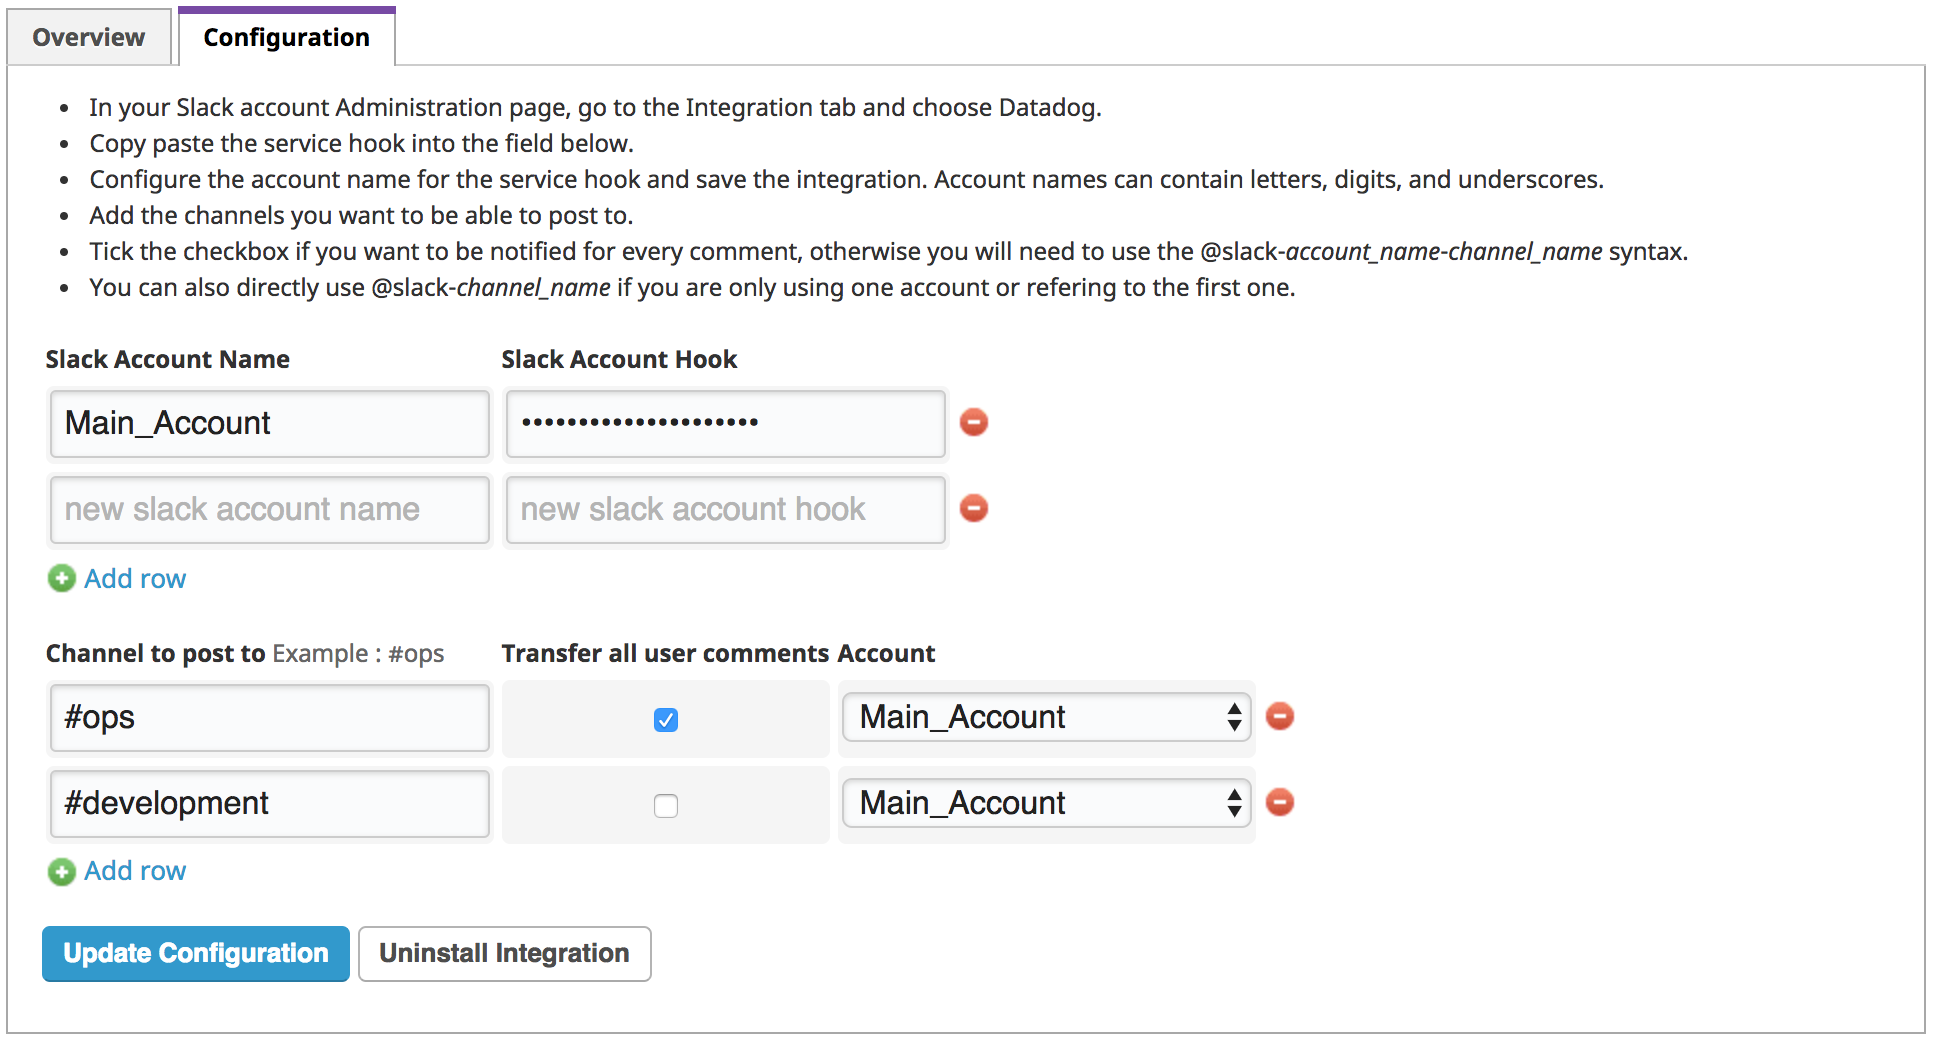 Overview Configuration
• In your Slack account Administration page, go to the Integration tab and choose Datadog.
• Copy paste the service hook into the field below.
• Configure the account name for the service hook and save the integration. Account names can contain letters, digits, and underscores.
• Add the channels you want to be able to post to.
• Tick the checkbox if you want to be notified for every comment, otherwise you will need to use the @slack-account_name-channel_name syntax.
• You can also directly use @slack-channel_name if you are only using one account or refering to the first one.
Slack Account Name Slack Account Hook
Main_Account •••••••••••••••••••••
new slack account name new slack account hook
Add row
Channel to post to Example : #ops Transfer all user comments Account
#ops Main_Account
#development Main_Account
Add row
Update Configuration Uninstall Integration